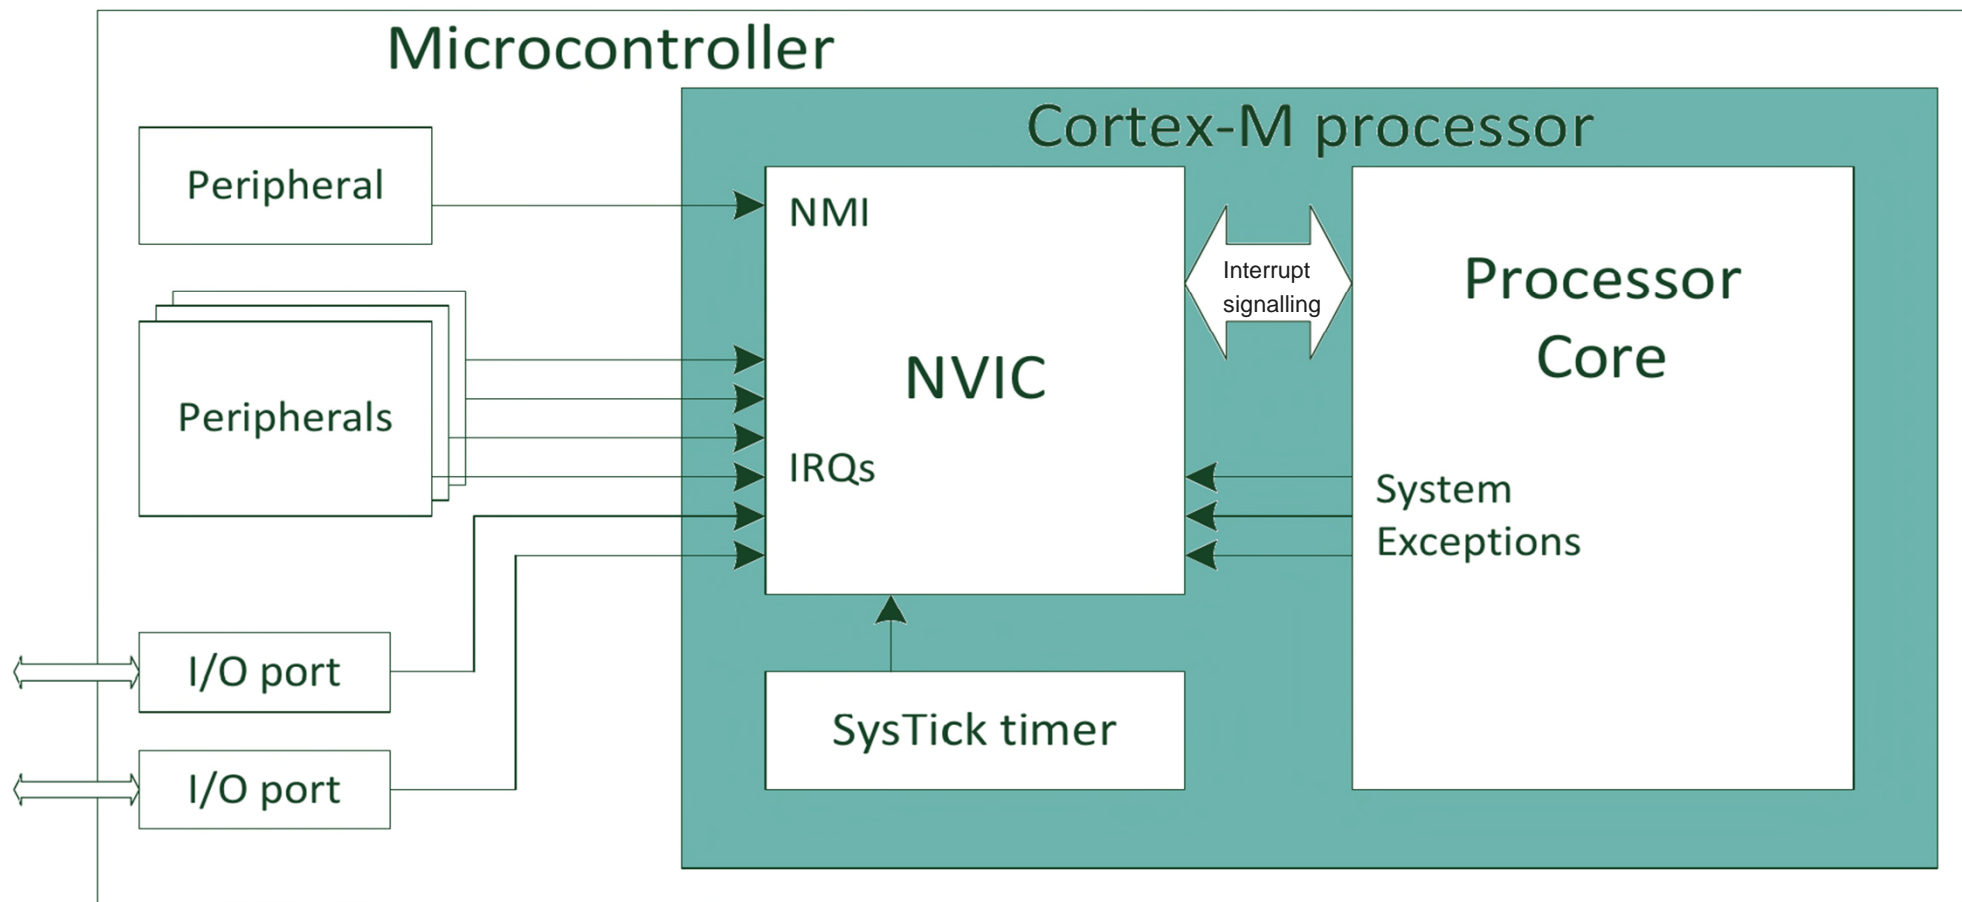 Microcontroller
Cortex-M processor
Peripheral
NMI
Interrupt
signalling
Processor
Core
NVIC
Peripherals
IRQs
System
Exceptions
I/O port
SysTick timer
I/O port